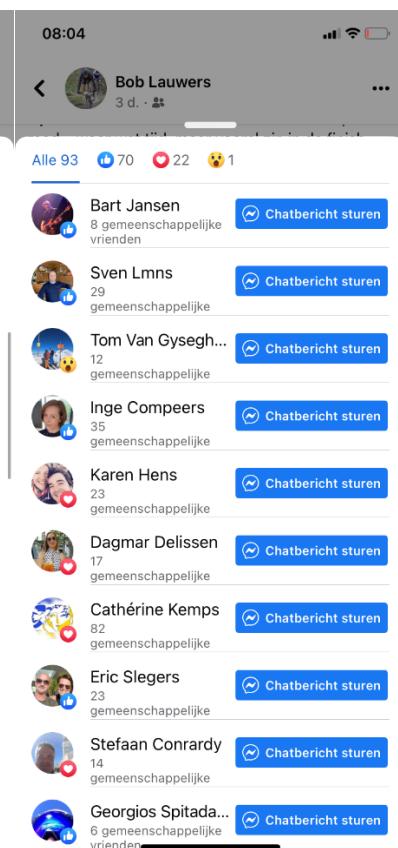 08:04
Bob Lauwers
3 d. ·
Alle 93 70 22 1
Bart Jansen
8 gemeenschappelijke
vrienden
Chatbericht sturen
Sven Lmns
29
gemeenschappelijke
Chatbericht sturen
Tom Van Gysegh...
12
gemeenschappelijke
Chatbericht sturen
Inge Compeers
35
gemeenschappelijke
Chatbericht sturen
Karen Hens
23
gemeenschappelijke
Chatbericht sturen
Dagmar Delissen
17
gemeenschappelijke
Chatbericht sturen
Cathérine Kemps
82
gemeenschappelijke
Chatbericht sturen
Eric Slegers
23
gemeenschappelijke
Chatbericht sturen
Stefaan Conrardy
14
gemeenschappelijke
Chatbericht sturen
Georgios Spitada...
6 gemeenschappelijke
vrienden
Chatbericht sturen